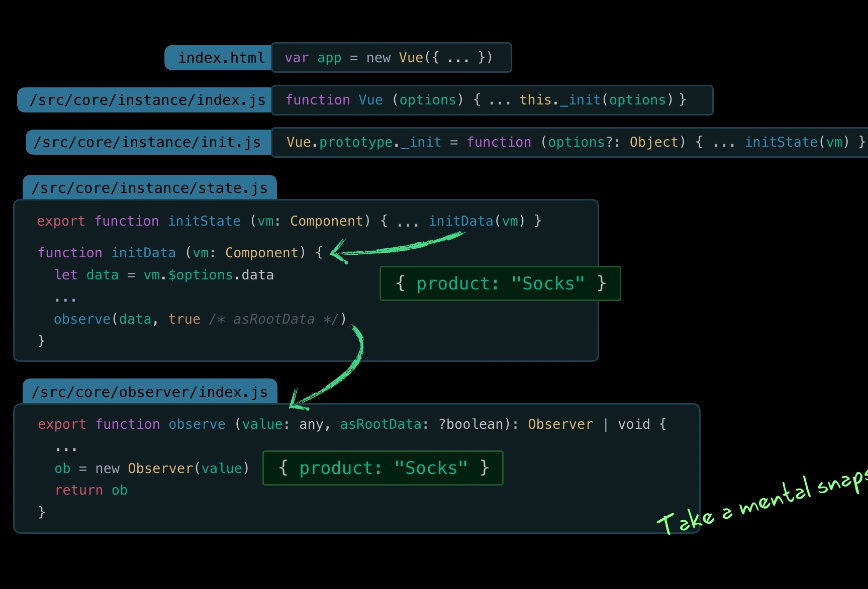 index.html var app = new Vue({ ... })
/src/core/instance/index.js function Vue (options) { ... this._init(options) }
/src/core/instance/init.js Vue.prototype._init = function (options?: Object) { ... initState(vm) }
/src/core/instance/state.js
export function initState (vm: Component) { ... initData(vm) }
function initData (vm: Component) {
let data = vm.$options.data
{ product: "Socks" }
...
observe(data, true /* asRootData */)
}
/src/core/observer/index.js
export function observe (value: any, asRootData: ?boolean): Observer | void {
...
ob = new Observer(value) { product: "Socks" }
return ob
}
Take a mental snaps